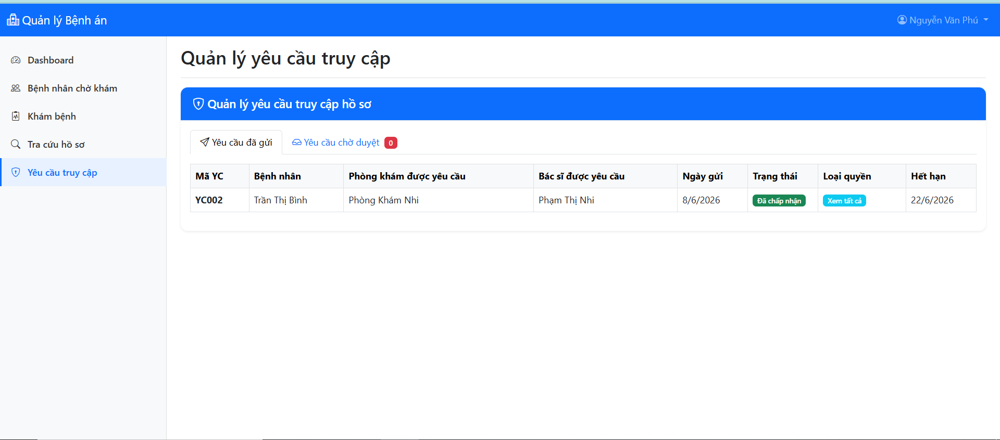 Quản lý Bệnh án
Nguyễn Văn Phú
Dashboard
Bệnh nhân chờ khám
Khám bệnh
Tra cứu hồ sơ
Yêu cầu truy cập
Quản lý yêu cầu truy cập
Quản lý yêu cầu truy cập hồ sơ
Yêu cầu đã gửi
Yêu cầu chờ duyệt 0
Mã YC Bệnh nhân Phòng khám được yêu cầu Bác sĩ được yêu cầu Ngày gửi Trạng thái Loại quyền Hết hạn
YC002 Trần Thị Bình Phòng Khám Nhi Phạm Thị Nhi 8/6/2026 Đã chấp nhận Xem tất cả 22/6/2026